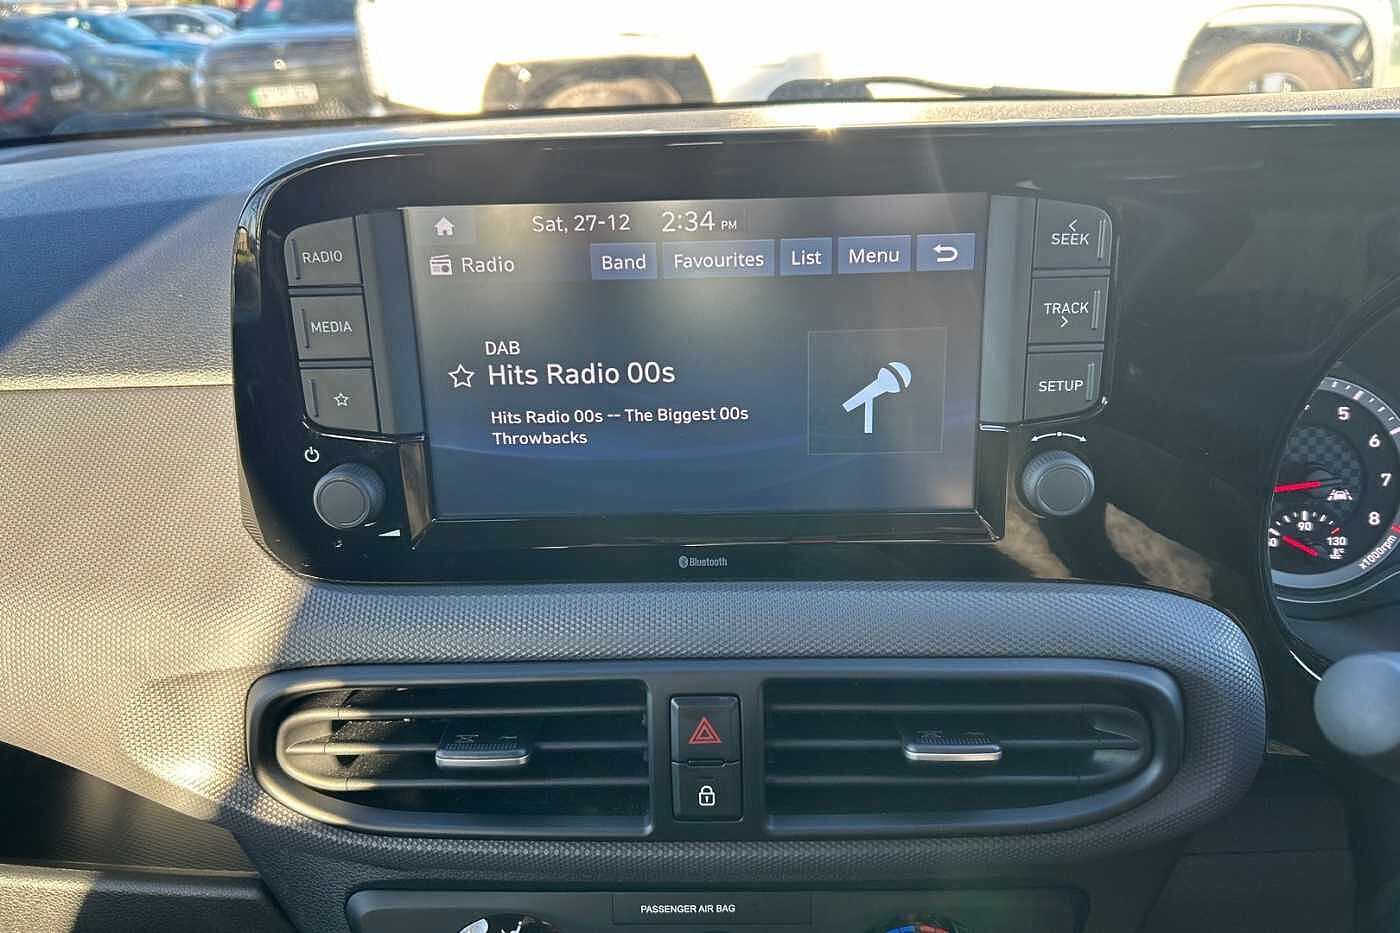 Sat, 27-12 2:34 PM
RADIO
MEDIA
Radio
Band
Favourites
List
Menu
DAB
Hits Radio 00s
Hits Radio 00s -- The Biggest 00s
Throwbacks
SEEK
TRACK
SETUP
Bluetooth
5
6
7
8
90
130
x1000rpm
PASSENGER AIR BAG